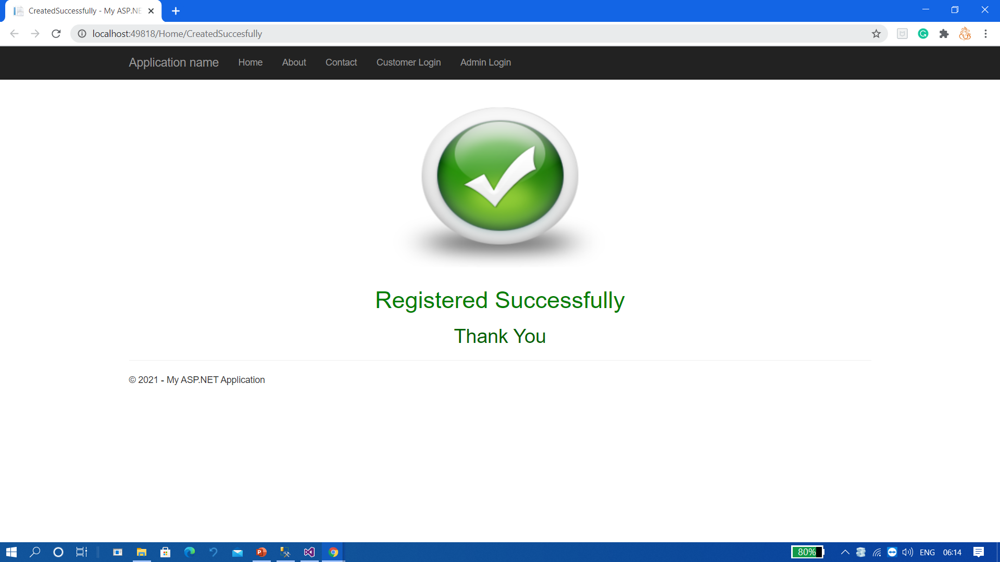 CreatedSuccessfully - My ASP.NE
localhost:49818/Home/CreatedSuccesfully
Application name Home About Contact Customer Login Admin Login
Registered Successfully
Thank You
© 2021 - My ASP.NET Application
80% ENG 06:14